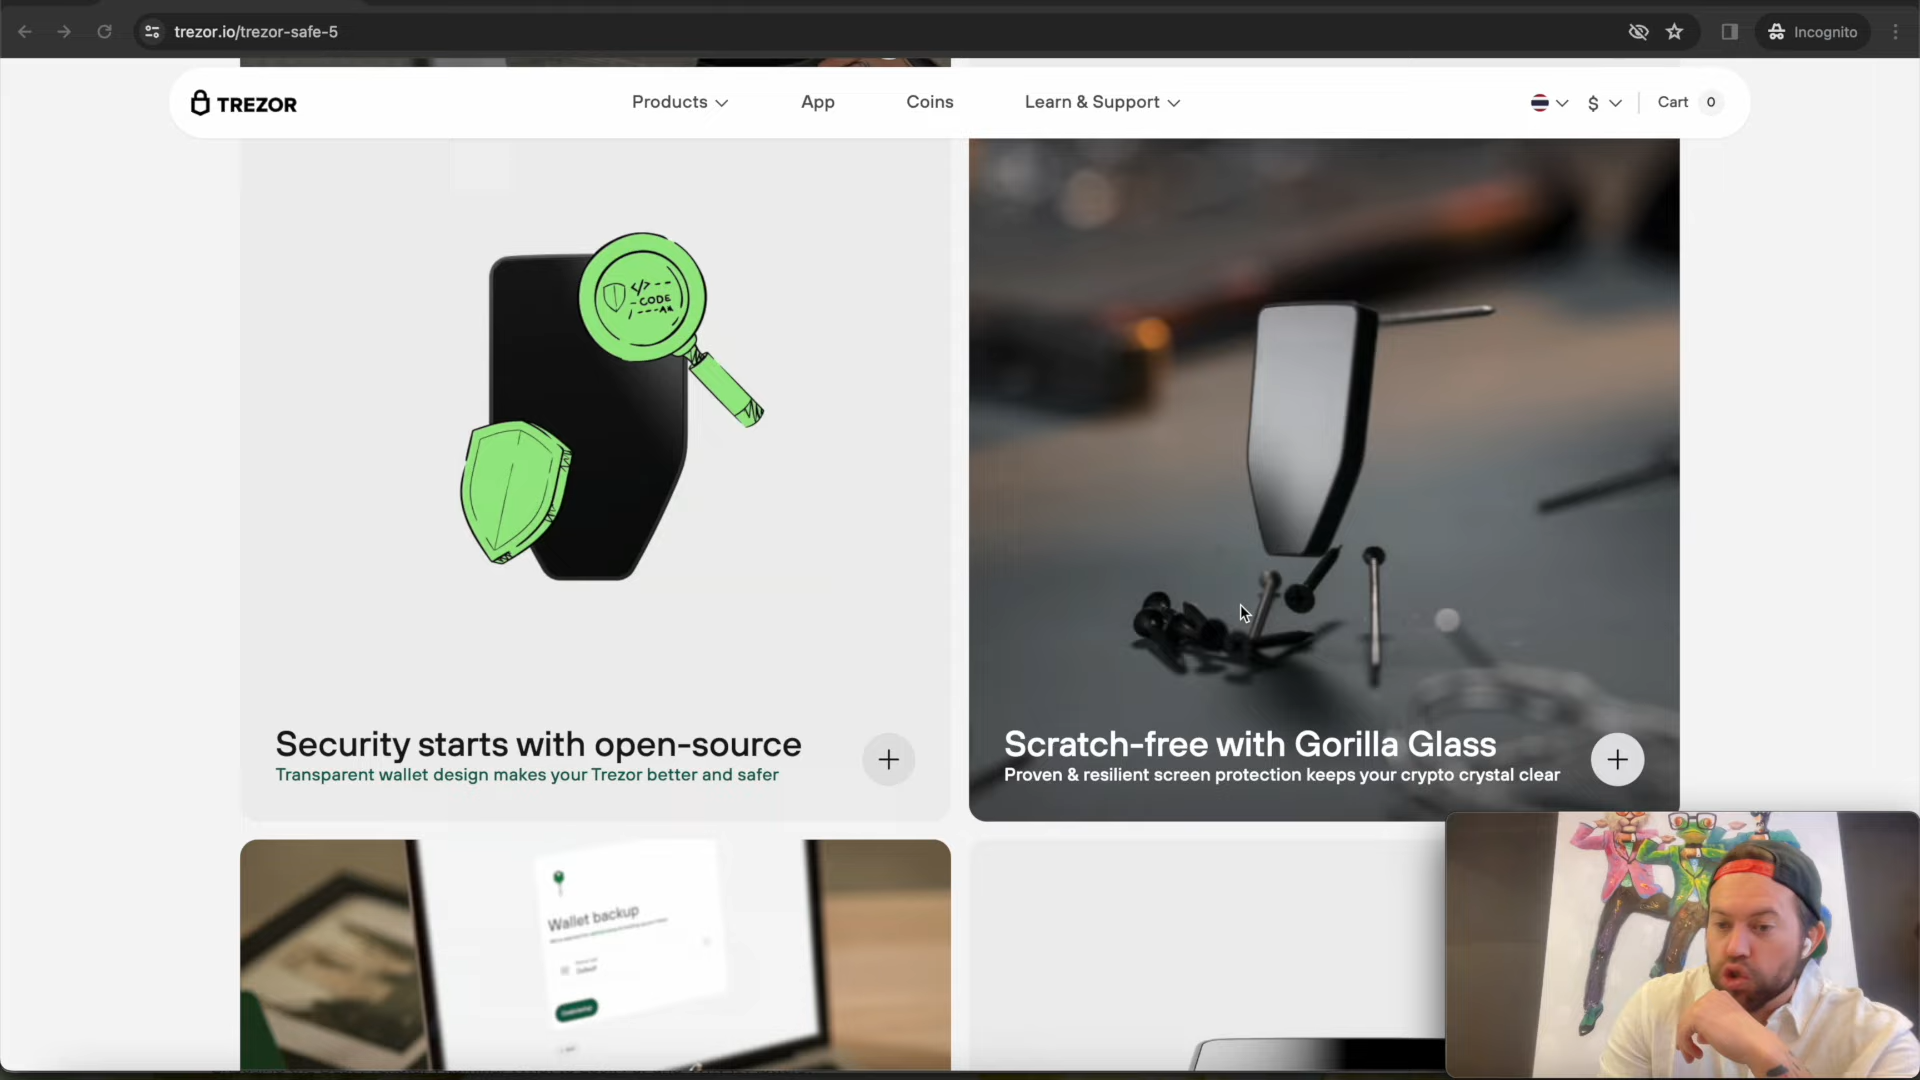 trezor.io/trezor-safe-5
Incognito
TREZOR
Products
App
Coins
Learn & Support
$
Cart 0
</>
CODE
Security starts with open-source
Transparent wallet design makes your Trezor better and safer
Scratch-free with Gorilla Glass
Proven & resilient screen protection keeps your crypto crystal clear
Wallet backup